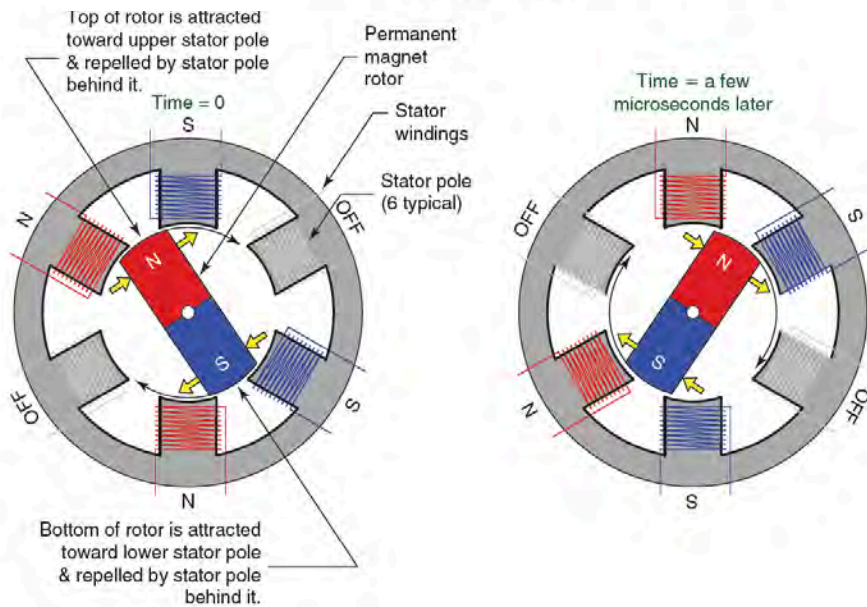 Top of rotor is attracted
toward upper stator pole
& repelled by stator pole
behind it.
Time = 0
S
Permanent
magnet
rotor
Stator
windings
Stator pole
(6 typical)
N
OFF
N
S
OFF
S
N
Bottom of rotor is attracted
toward lower stator pole
& repelled by stator pole
behind it.
Time = a few
microseconds later
N
OFF
S
N
S
N
OFF
S